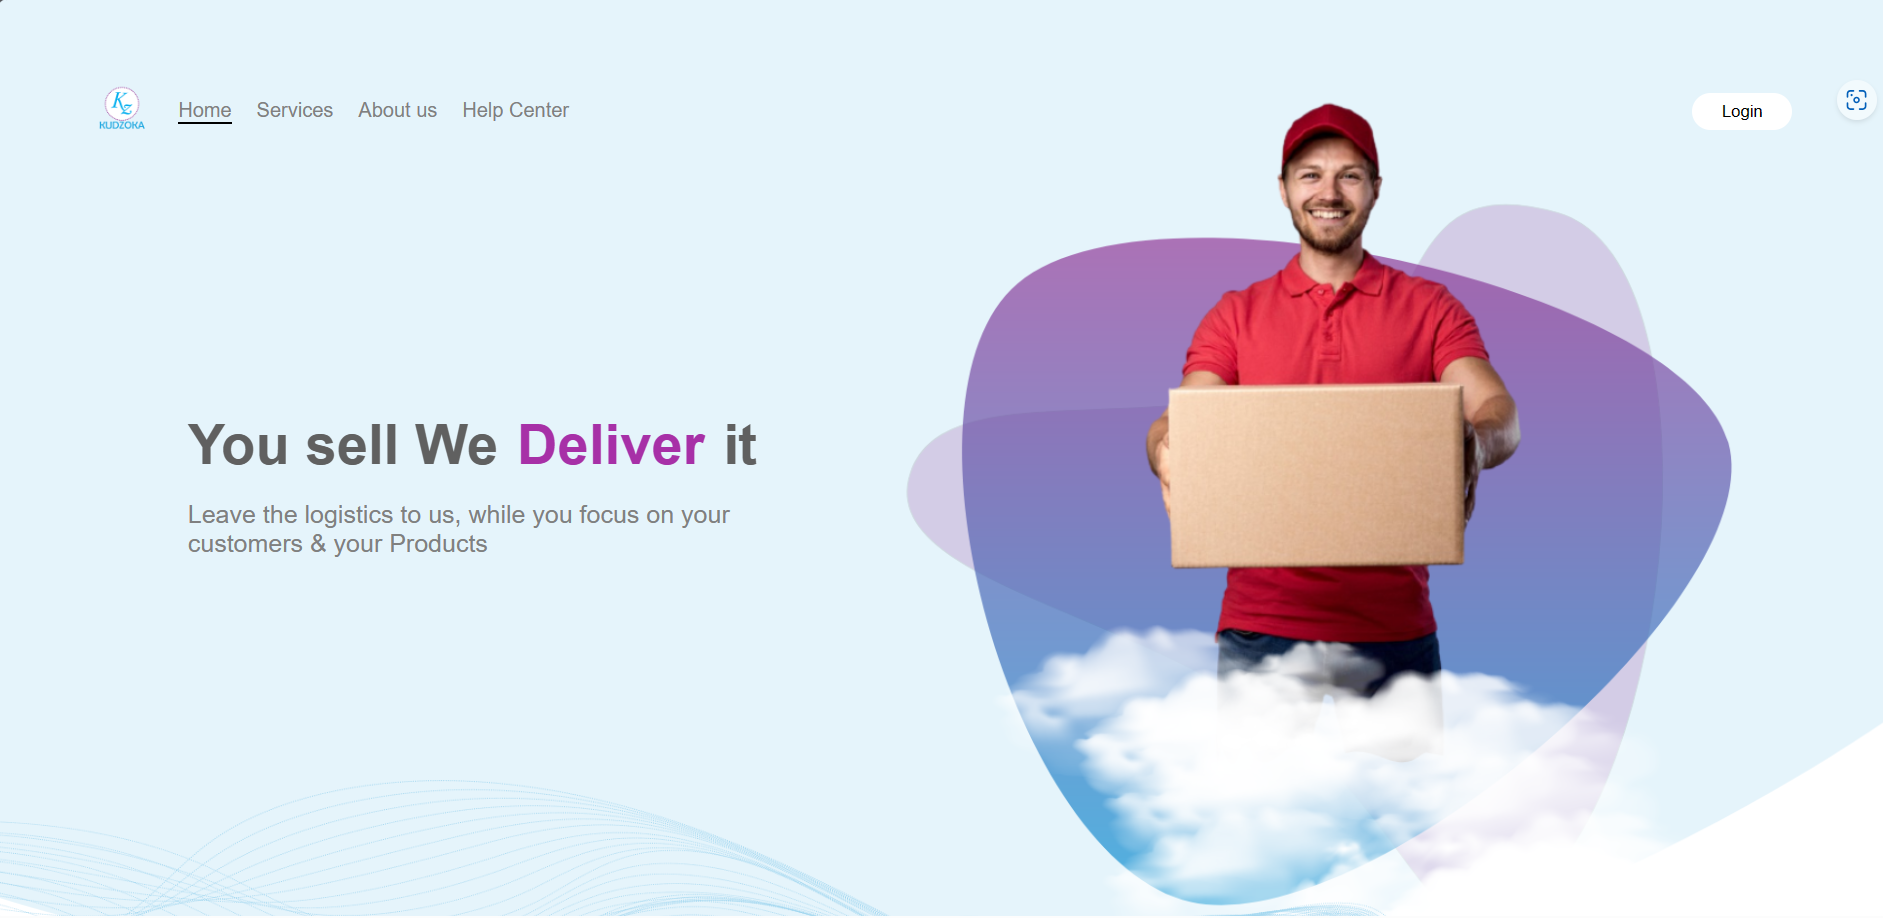 KZ
KUDZOKA
Home Services About us Help Center
Login
You sell We Deliver it
Leave the logistics to us, while you focus on your
customers & your Products